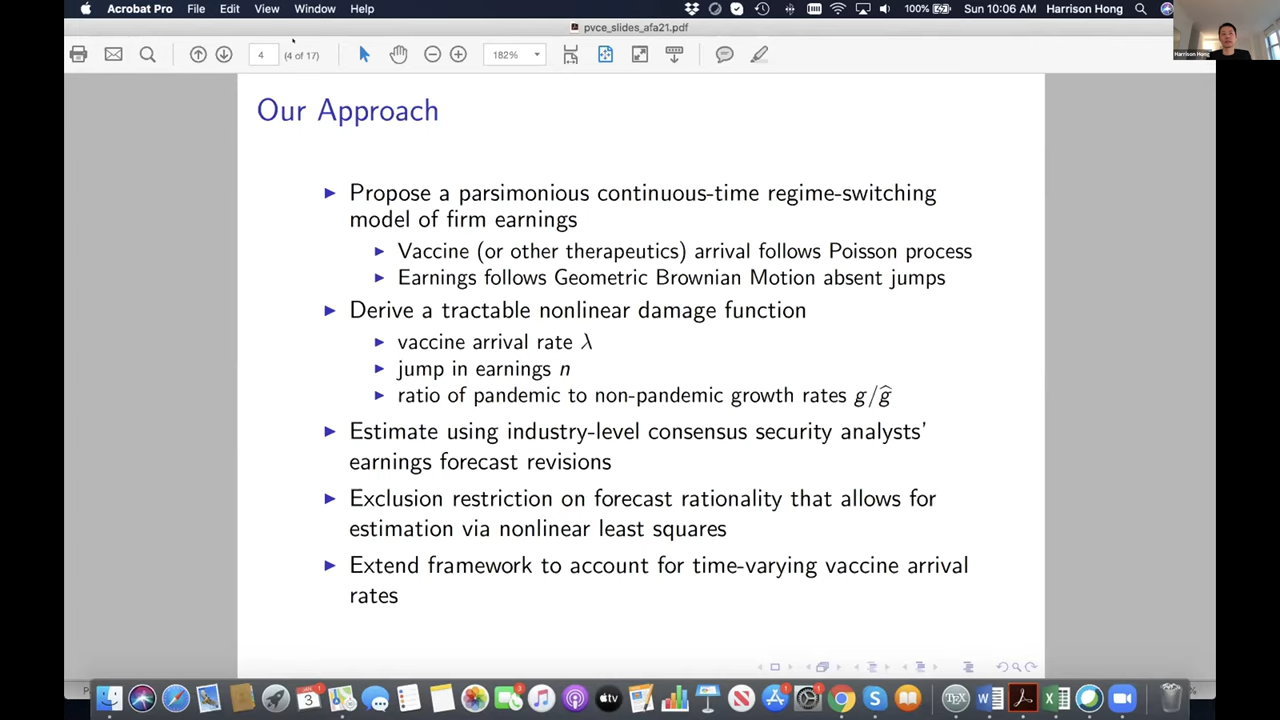 Acrobat Pro File Edit View Window Help 100% Sun 10:06 AM Harrison Hong
pvce_slides_afa21.pdf
4 (4 of 17) 182%
Harrison Hong
Our Approach
Propose a parsimonious continuous-time regime-switching
model of firm earnings
Vaccine (or other therapeutics) arrival follows Poisson process
Earnings follows Geometric Brownian Motion absent jumps
Derive a tractable nonlinear damage function
vaccine arrival rate λ
jump in earnings n
ratio of pandemic to non-pandemic growth rates g/ĝ
Estimate using industry-level consensus security analysts'
earnings forecast revisions
Exclusion restriction on forecast rationality that allows for
estimation via nonlinear least squares
Extend framework to account for time-varying vaccine arrival
rates